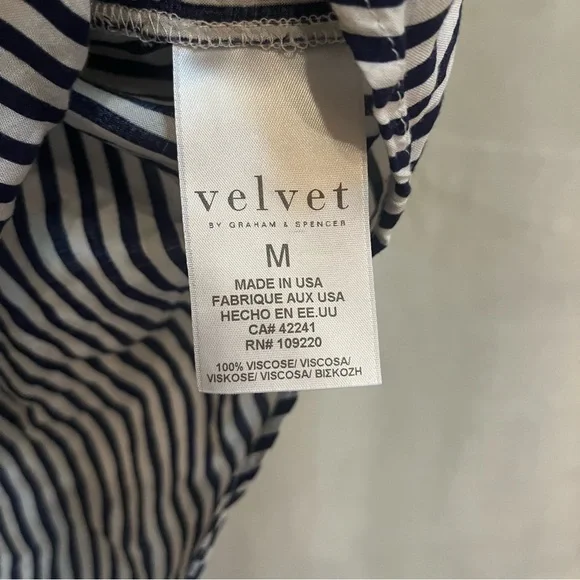 velvet
BY GRAHAM & SPENCER
M
MADE IN USA
FABRIQUE AUX USA
HECHO EN EE.UU
CA# 42241
RN# 109220
100% VISCOSE/ VISCOSA/
VISKOSE/ VISCOSA/ ΒΙΣΚΟΖΗ